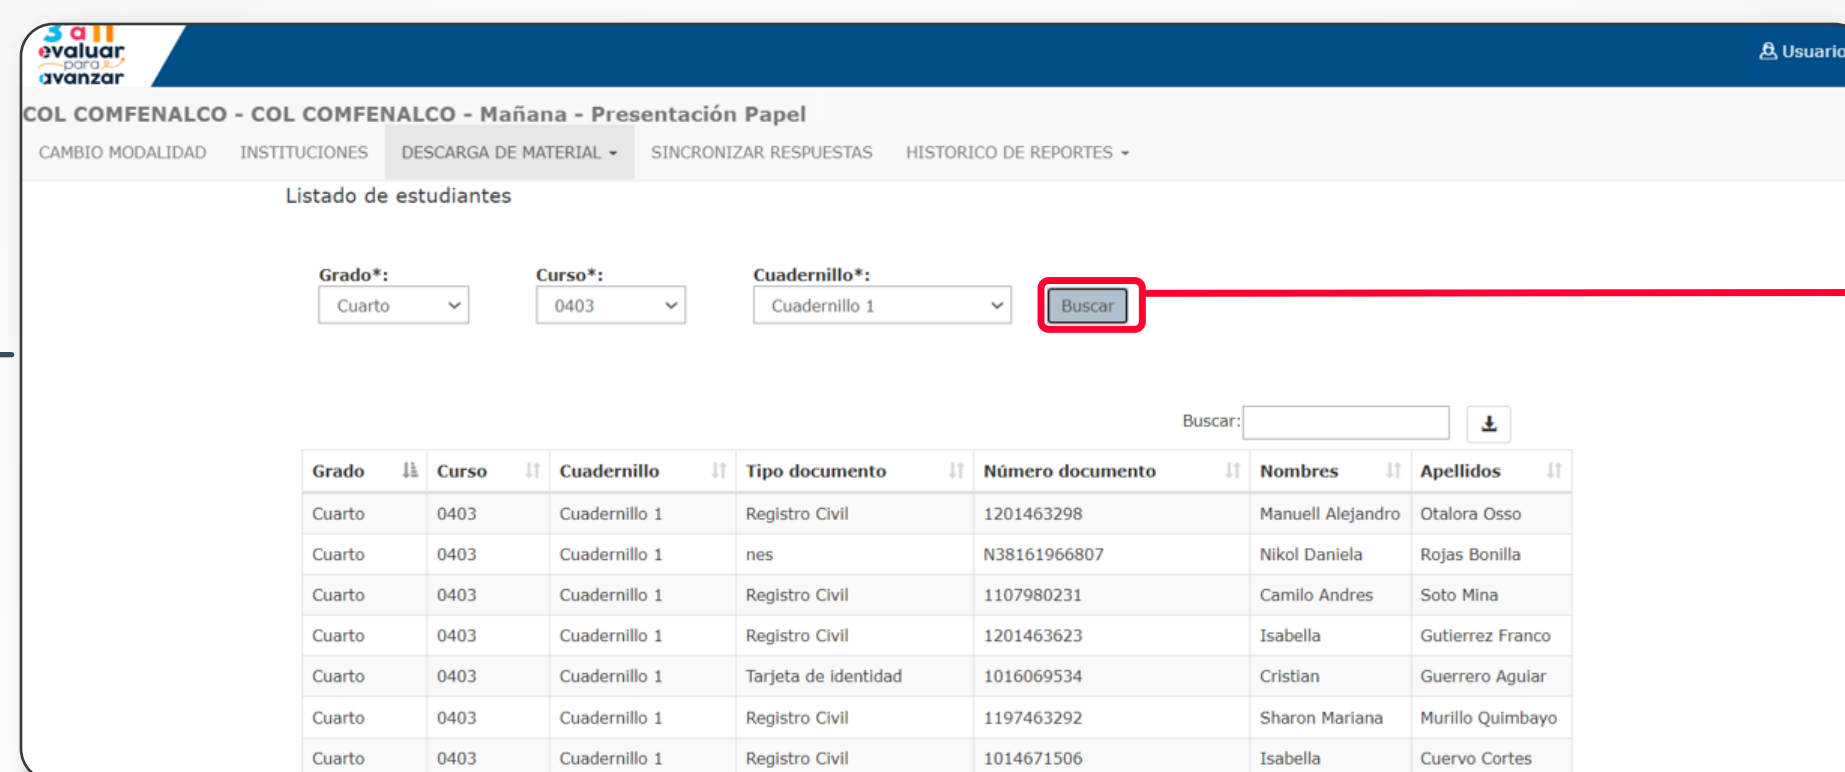 3 a 11
evaluar
para
avanzar
Usuario
COL COMFENALCO - COL COMFENALCO - Mañana - Presentación Papel
CAMBIO MODALIDAD INSTITUCIONES DESCARGA DE MATERIAL SINCRONIZAR RESPUESTAS HISTORICO DE REPORTES
Listado de estudiantes
Grado*: Curso*: Cuadernillo*:
Cuarto 0403 Cuadernillo 1 Buscar
Buscar:
Grado Curso Cuadernillo Tipo documento Número documento Nombres Apellidos
Cuarto 0403 Cuadernillo 1 Registro Civil 1201463298 Manuell Alejandro Otalora Osso
Cuarto 0403 Cuadernillo 1 nes N38161966807 Nikol Daniela Rojas Bonilla
Cuarto 0403 Cuadernillo 1 Registro Civil 1107980231 Camilo Andres Soto Mina
Cuarto 0403 Cuadernillo 1 Registro Civil 1201463623 Isabella Gutierrez Franco
Cuarto 0403 Cuadernillo 1 Tarjeta de identidad 1016069534 Cristian Guerrero Aguiar
Cuarto 0403 Cuadernillo 1 Registro Civil 1197463292 Sharon Mariana Murillo Quimbayo
Cuarto 0403 Cuadernillo 1 Registro Civil 1014671506 Isabella Cuervo Cortes